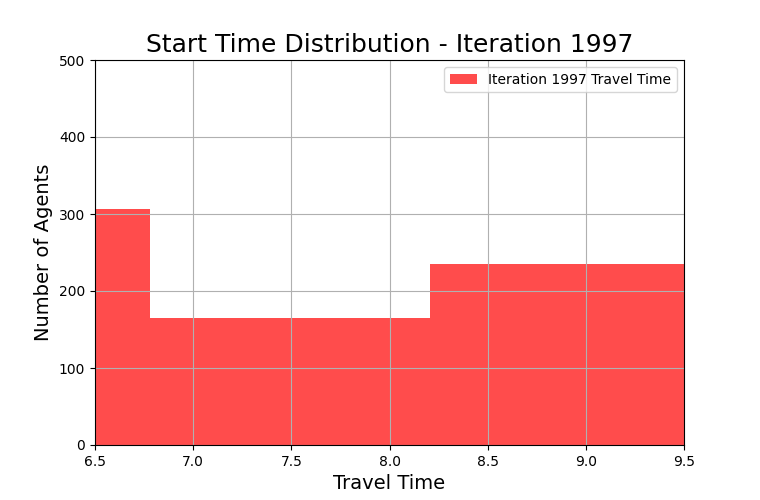 Start Time Distribution - Iteration 1997
Iteration 1997 Travel Time
Number of Agents
500
400
300
200
100
0
6.5 7.0 7.5 8.0 8.5 9.0 9.5
Travel Time